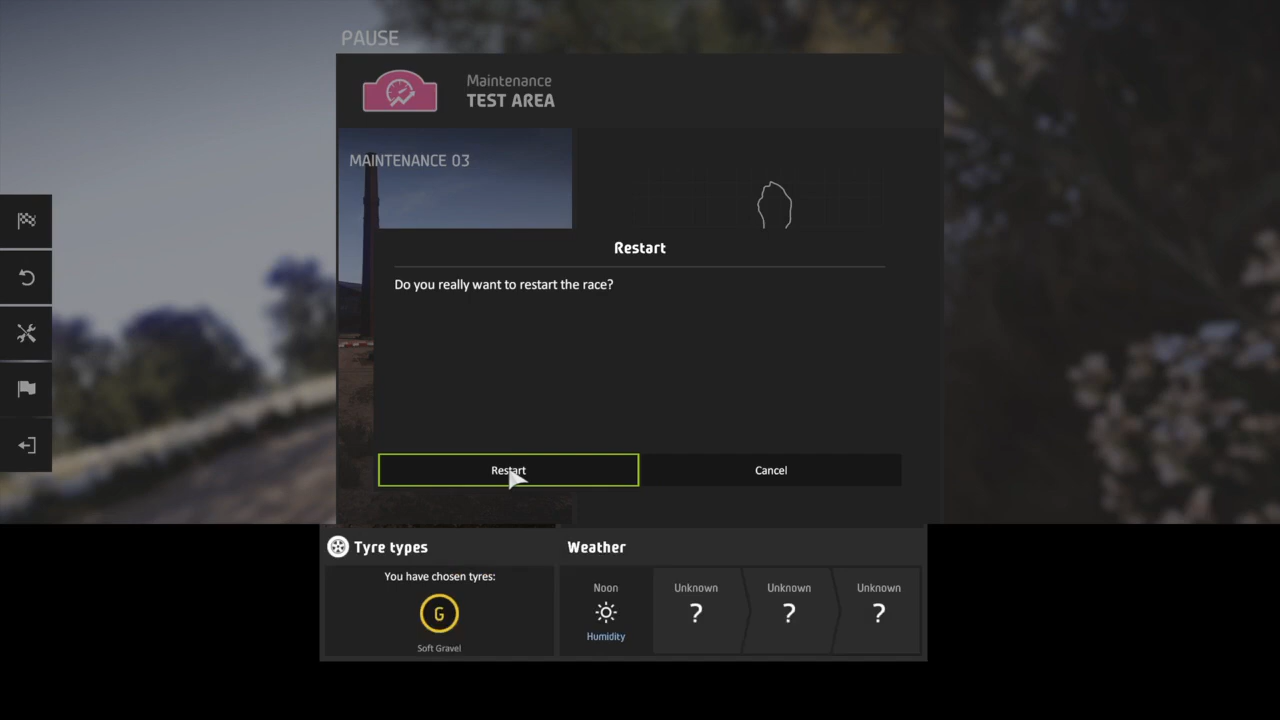 PAUSE
Maintenance
TEST AREA
MAINTENANCE 03
Restart
Do you really want to restart the race?
Restart
Cancel
Tyre types
Weather
You have chosen tyres:
G
Soft Gravel
Noon
Humidity
Unknown
?
Unknown
?
Unknown
?